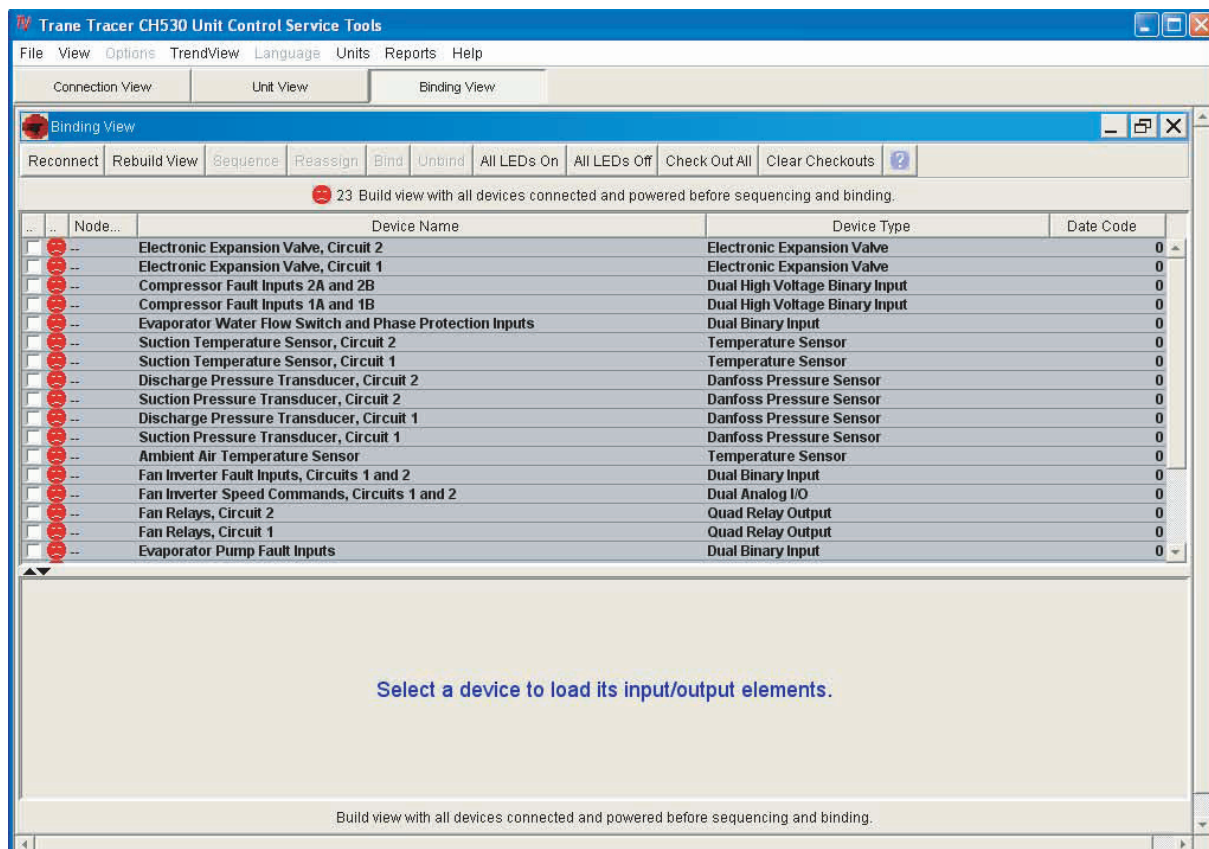 Trane Tracer CH530 Unit Control Service Tools
File View Options TrendView Language Units Reports Help
Connection View Unit View Binding View
Binding View
Reconnect Rebuild View Sequence Reassign Bind Unbind All LEDs On All LEDs Off Check Out All Clear Checkouts ?
23 Build view with all devices connected and powered before sequencing and binding.
.. .. Node... Device Name Device Type Date Code
-- Electronic Expansion Valve, Circuit 2 Electronic Expansion Valve 0
-- Electronic Expansion Valve, Circuit 1 Electronic Expansion Valve 0
-- Compressor Fault Inputs 2A and 2B Dual High Voltage Binary Input 0
-- Compressor Fault Inputs 1A and 1B Dual High Voltage Binary Input 0
-- Evaporator Water Flow Switch and Phase Protection Inputs Dual Binary Input 0
-- Suction Temperature Sensor, Circuit 2 Temperature Sensor 0
-- Suction Temperature Sensor, Circuit 1 Temperature Sensor 0
-- Discharge Pressure Transducer, Circuit 2 Danfoss Pressure Sensor 0
-- Suction Pressure Transducer, Circuit 2 Danfoss Pressure Sensor 0
-- Discharge Pressure Transducer, Circuit 1 Danfoss Pressure Sensor 0
-- Suction Pressure Transducer, Circuit 1 Danfoss Pressure Sensor 0
-- Ambient Air Temperature Sensor Temperature Sensor 0
-- Fan Inverter Fault Inputs, Circuits 1 and 2 Dual Binary Input 0
-- Fan Inverter Speed Commands, Circuits 1 and 2 Dual Analog I/O 0
-- Fan Relays, Circuit 2 Quad Relay Output 0
-- Fan Relays, Circuit 1 Quad Relay Output 0
-- Evaporator Pump Fault Inputs Dual Binary Input 0
Select a device to load its input/output elements.
Build view with all devices connected and powered before sequencing and binding.